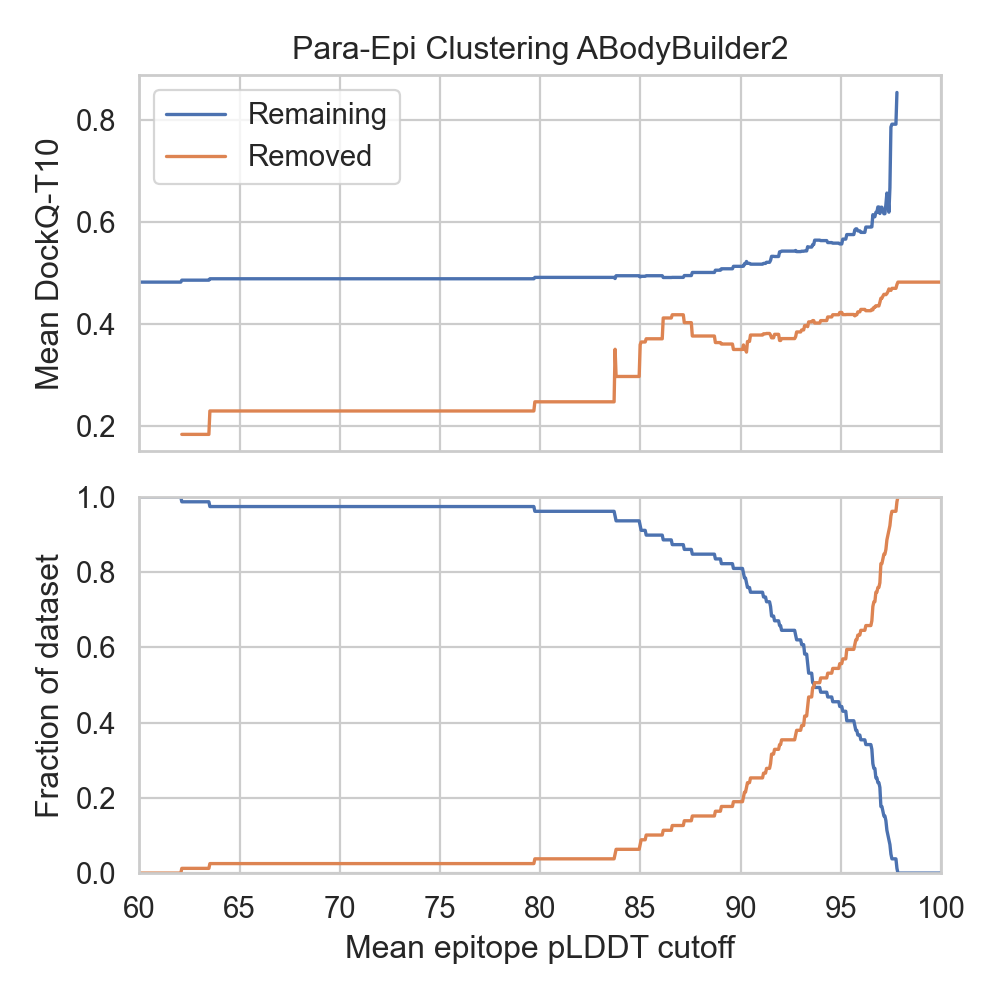 Para-Epi Clustering ABodyBuilder2
Remaining
Removed
Mean DockQ-T10
0.8
0.6
0.4
0.2
Fraction of dataset
1.0
0.8
0.6
0.4
0.2
0.0
60 65 70 75 80 85 90 95 100
Mean epitope pLDDT cutoff